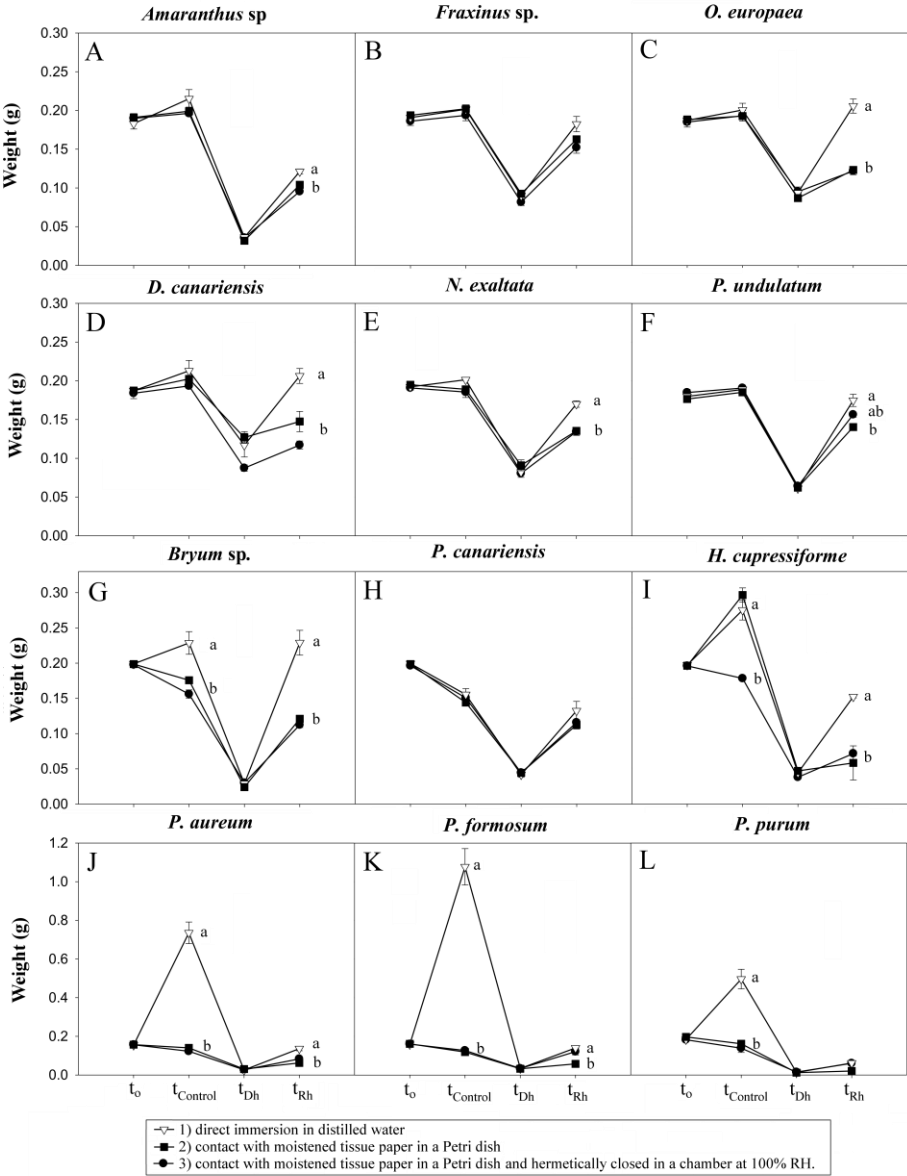 Amaranthus sp
Fraxinus sp.
O. europaea
A
B
C
a
b
a
b
Weight (g)
0.30
0.25
0.20
0.15
0.10
0.05
0.00
D. canariensis
N. exaltata
P. undulatum
D
E
F
a
b
a
b
a
ab
b
Weight (g)
0.30
0.25
0.20
0.15
0.10
0.05
0.00
Bryum sp.
P. canariensis
H. cupressiforme
G
H
I
a
b
a
b
a
b
a
b
Weight (g)
0.30
0.25
0.20
0.15
0.10
0.05
0.00
P. aureum
P. formosum
P. purum
J
K
L
a
b
a
b
a
b
a
b
a
b
Weight (g)
1.2
1.0
0.8
0.6
0.4
0.2
0.0
to tControl tDh tRh
to tControl tDh tRh
to tControl tDh tRh
1) direct immersion in distilled water
2) contact with moistened tissue paper in a Petri dish
3) contact with moistened tissue paper in a Petri dish and hermetically closed in a chamber at 100% RH.